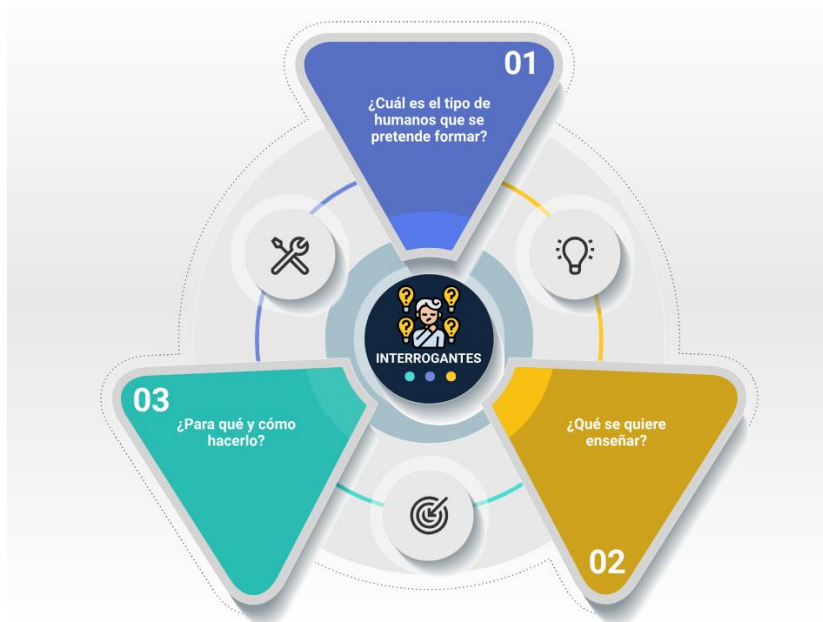 01
¿Cuál es el tipo de
humanos que se
pretende formar?
INTERROGANTES
03
¿Para qué y cómo
hacerlo?
¿Qué se quiere
enseñar?
02